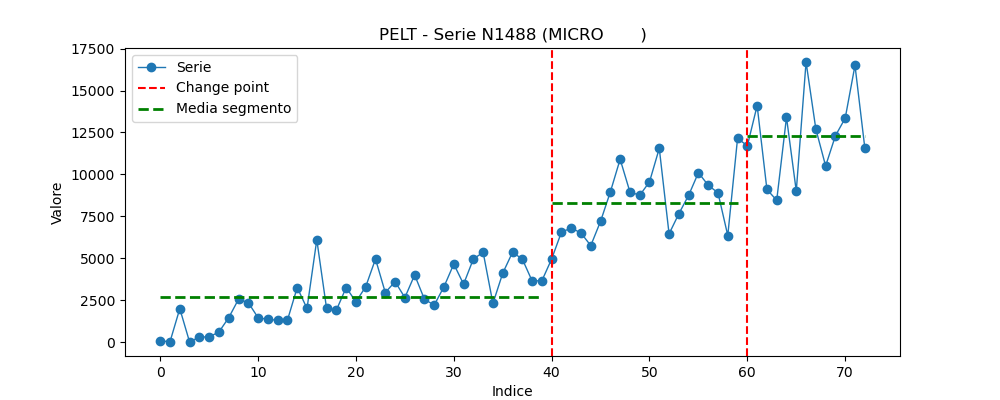 PELT - Serie N1488 (MICRO       )
Serie
Change point
Media segmento
Valore
17500
15000
12500
10000
7500
5000
2500
0
0 10 20 30 40 50 60 70
Indice